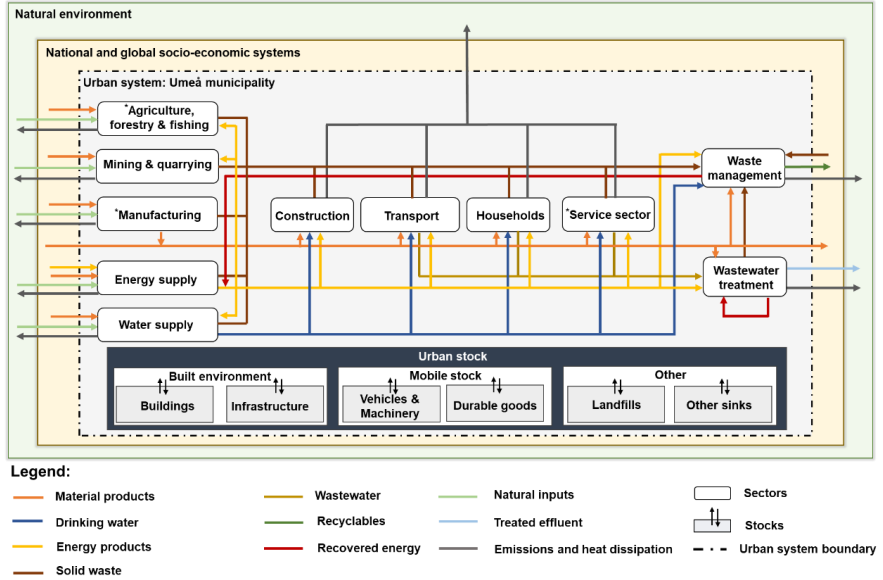 Natural environment
National and global socio-economic systems
Urban system: Umeå municipality
*Agriculture,
forestry & fishing
Mining & quarrying
*Manufacturing
Energy supply
Water supply
Construction
Transport
Households
*Service sector
Waste
management
Wastewater
treatment
Urban stock
Built environment
Mobile stock
Other
Buildings
Infrastructure
Vehicles &
Machinery
Durable goods
Landfills
Other sinks
Legend:
Material products
Drinking water
Energy products
Solid waste
Wastewater
Recyclables
Recovered energy
Natural inputs
Treated effluent
Emissions and heat dissipation
Sectors
Stocks
Urban system boundary